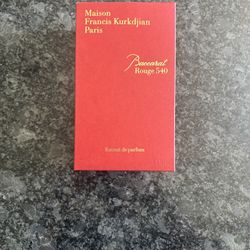 Maison
Francis Kurkdjian
Paris
Baccarat
Rouge 540
Extrait de parfum